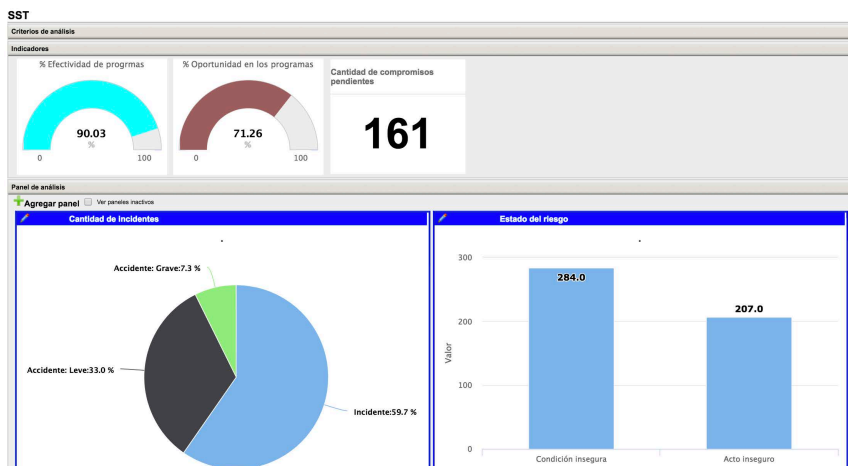 SST
Criterios de análisis
Indicadores
% Efectividad de progrmas
90.03
%
0
100
% Oportunidad en los programas
71.26
%
0
100
Cantidad de compromisos
pendientes
161
Panel de análisis
Agregar panel
Ver paneles inactivos
Cantidad de incidentes
.
Accidente: Grave:7.3 %
Accidente: Leve:33.0 %
Incidente:59.7 %
Estado del riesgo
.
300
284.0
207.0
200
Valor
100
0
Condición insegura
Acto inseguro